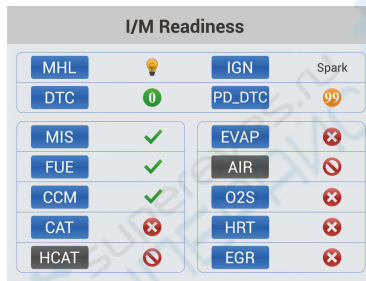 I/M Readiness
MHL IGN Spark
DTC 0 PD_DTC 99
MIS EVAP
FUE AIR
CCM O2S
CAT HRT
HCAT EGR